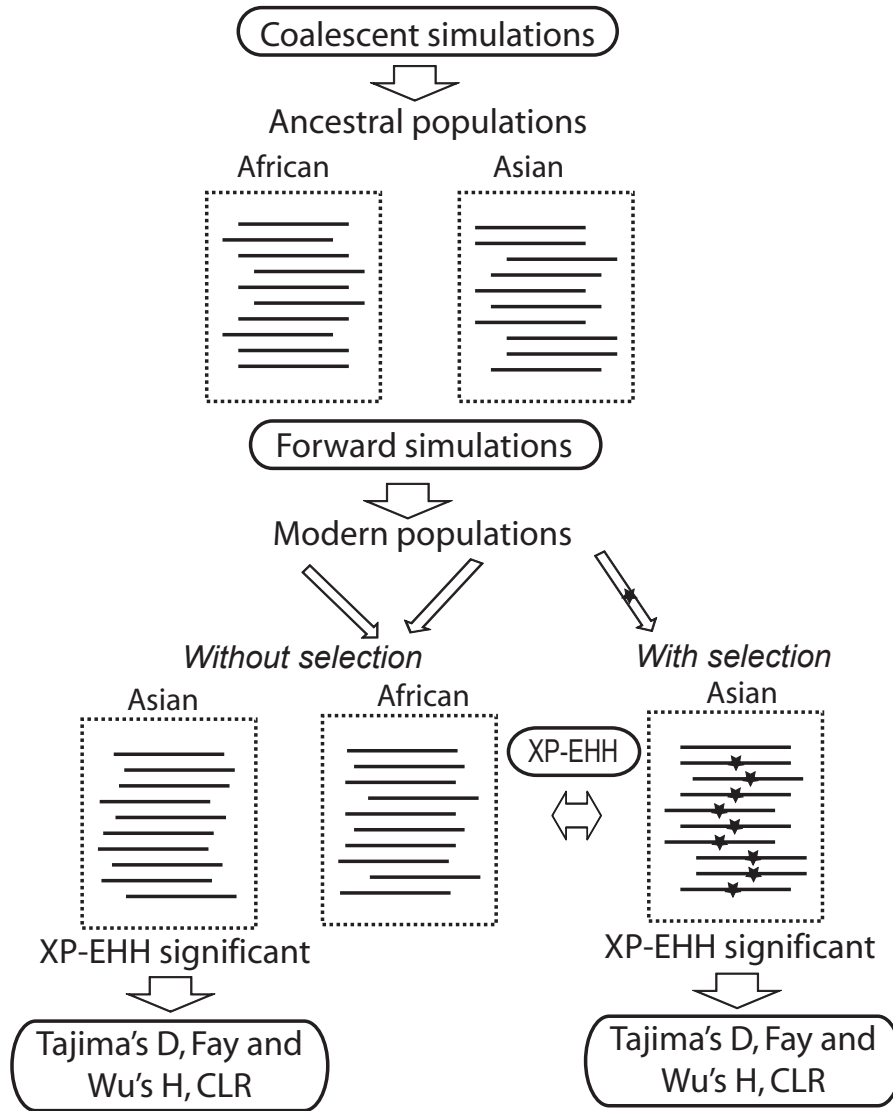 Coalescent simulations
Ancestral populations
African
Asian
Forward simulations
Modern populations
Without selection
With selection
Asian
African
Asian
XP-EHH
XP-EHH significant
XP-EHH significant
Tajima's D, Fay and
Wu's H, CLR
Tajima's D, Fay and
Wu's H, CLR